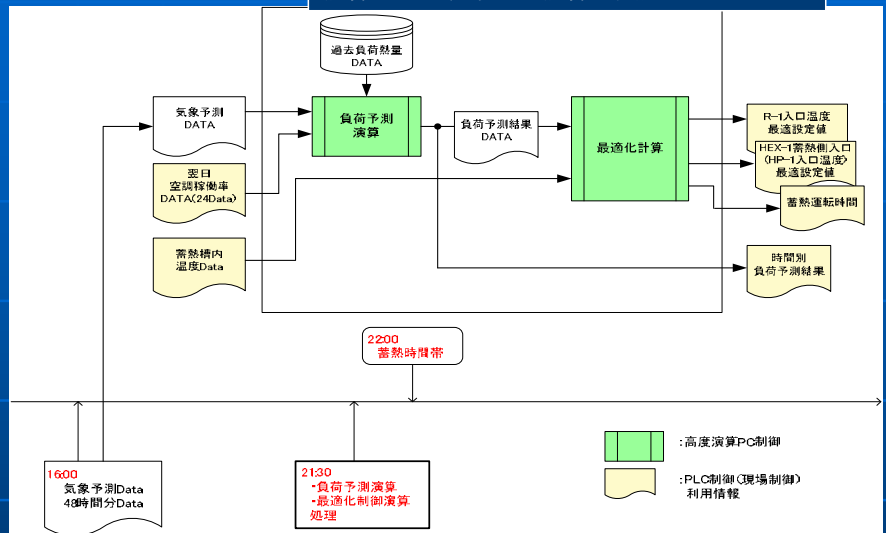 過去負荷熱量
DATA
気象予測
DATA
負荷予測
演算
負荷予測結果
DATA
最適化計算
R-1入口温度
最適設定値
HEX-1蓄熱側入口
(HP-1入口温度)
最適設定値
翌日
空調稼働率
DATA(24Data)
蓄熱運転時間
蓄熱槽内
温度Data
時間別
負荷予測結果
22:00
蓄熱時間帯
16:00
気象予測Data
48時間分Data
21:30
・負荷予測演算
・最適化制御演算
処理
:高度演算PC制御
:PLC制御(現場制御)
利用情報